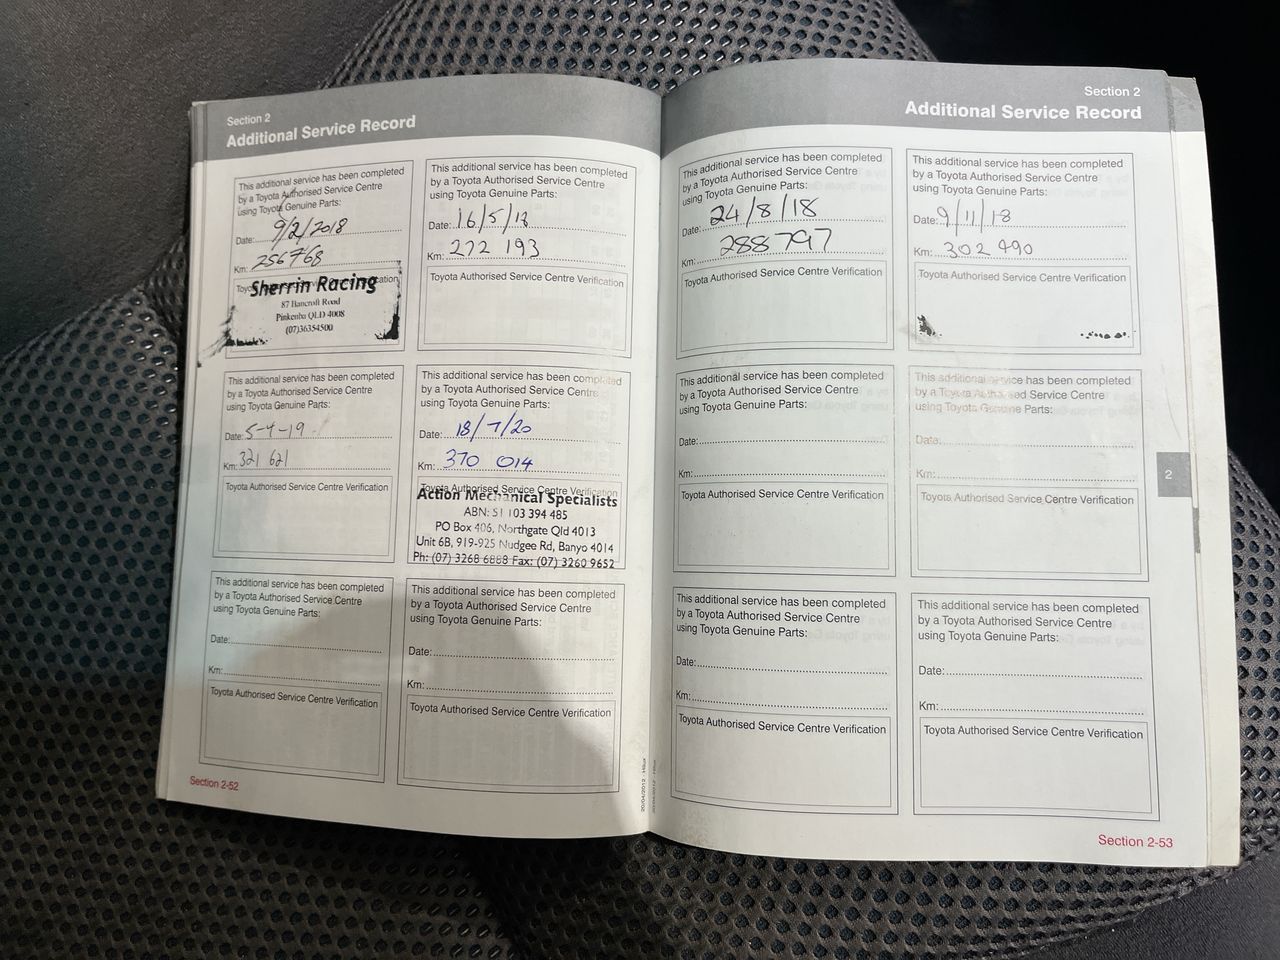 Section 2
Additional Service Record
This additional service has been completed
by a Toyota Authorised Service Centre
using Toyota Genuine Parts:
Date: 9/2/2018
Km: 256768
Sherrin Racing
87 Bancroft Road
Pinkenba QLD 4008
(07)36354500
This additional service has been completed
by a Toyota Authorised Service Centre
using Toyota Genuine Parts:
Date: 16/5/18
Km: 272 193
Toyota Authorised Service Centre Verification
This additional service has been completed
by a Toyota Authorised Service Centre
using Toyota Genuine Parts:
Date: 5-4-19
Km: 321 621
Toyota Authorised Service Centre Verification
This additional service has been completed
by a Toyota Authorised Service Centre
using Toyota Genuine Parts:
Date: 18/7/20
Km: 370 014
Toyota Authorised Service Centre Verification
Action Mechanical Specialists
ABN: 51 103 394 485
PO Box 406, Northgate Qld 4013
Unit 6B, 919-925 Nudgee Rd, Banyo 4014
Ph: (07) 3268 6888 Fax: (07) 3260 9652
This additional service has been completed
by a Toyota Authorised Service Centre
using Toyota Genuine Parts:
Date:
Km:
Toyota Authorised Service Centre Verification
This additional service has been completed
by a Toyota Authorised Service Centre
using Toyota Genuine Parts:
Date:
Km:
Toyota Authorised Service Centre Verification
Section 2-52
20/04/2012 Hilux
Section 2
Additional Service Record
This additional service has been completed
by a Toyota Authorised Service Centre
using Toyota Genuine Parts:
Date: 24/8/18
Km: 288797
Toyota Authorised Service Centre Verification
This additional service has been completed
by a Toyota Authorised Service Centre
using Toyota Genuine Parts:
Date: 9/11/18
Km: 302 490
Toyota Authorised Service Centre Verification
This additional service has been completed
by a Toyota Authorised Service Centre
using Toyota Genuine Parts:
Date:
Km:
Toyota Authorised Service Centre Verification
This additional service has been completed
by a Toyota Authorised Service Centre
using Toyota Genuine Parts:
Date:
Km:
Toyota Authorised Service Centre Verification
2
This additional service has been completed
by a Toyota Authorised Service Centre
using Toyota Genuine Parts:
Date:
Km:
Toyota Authorised Service Centre Verification
This additional service has been completed
by a Toyota Authorised Service Centre
using Toyota Genuine Parts:
Date:
Km:
Toyota Authorised Service Centre Verification
Section 2-53